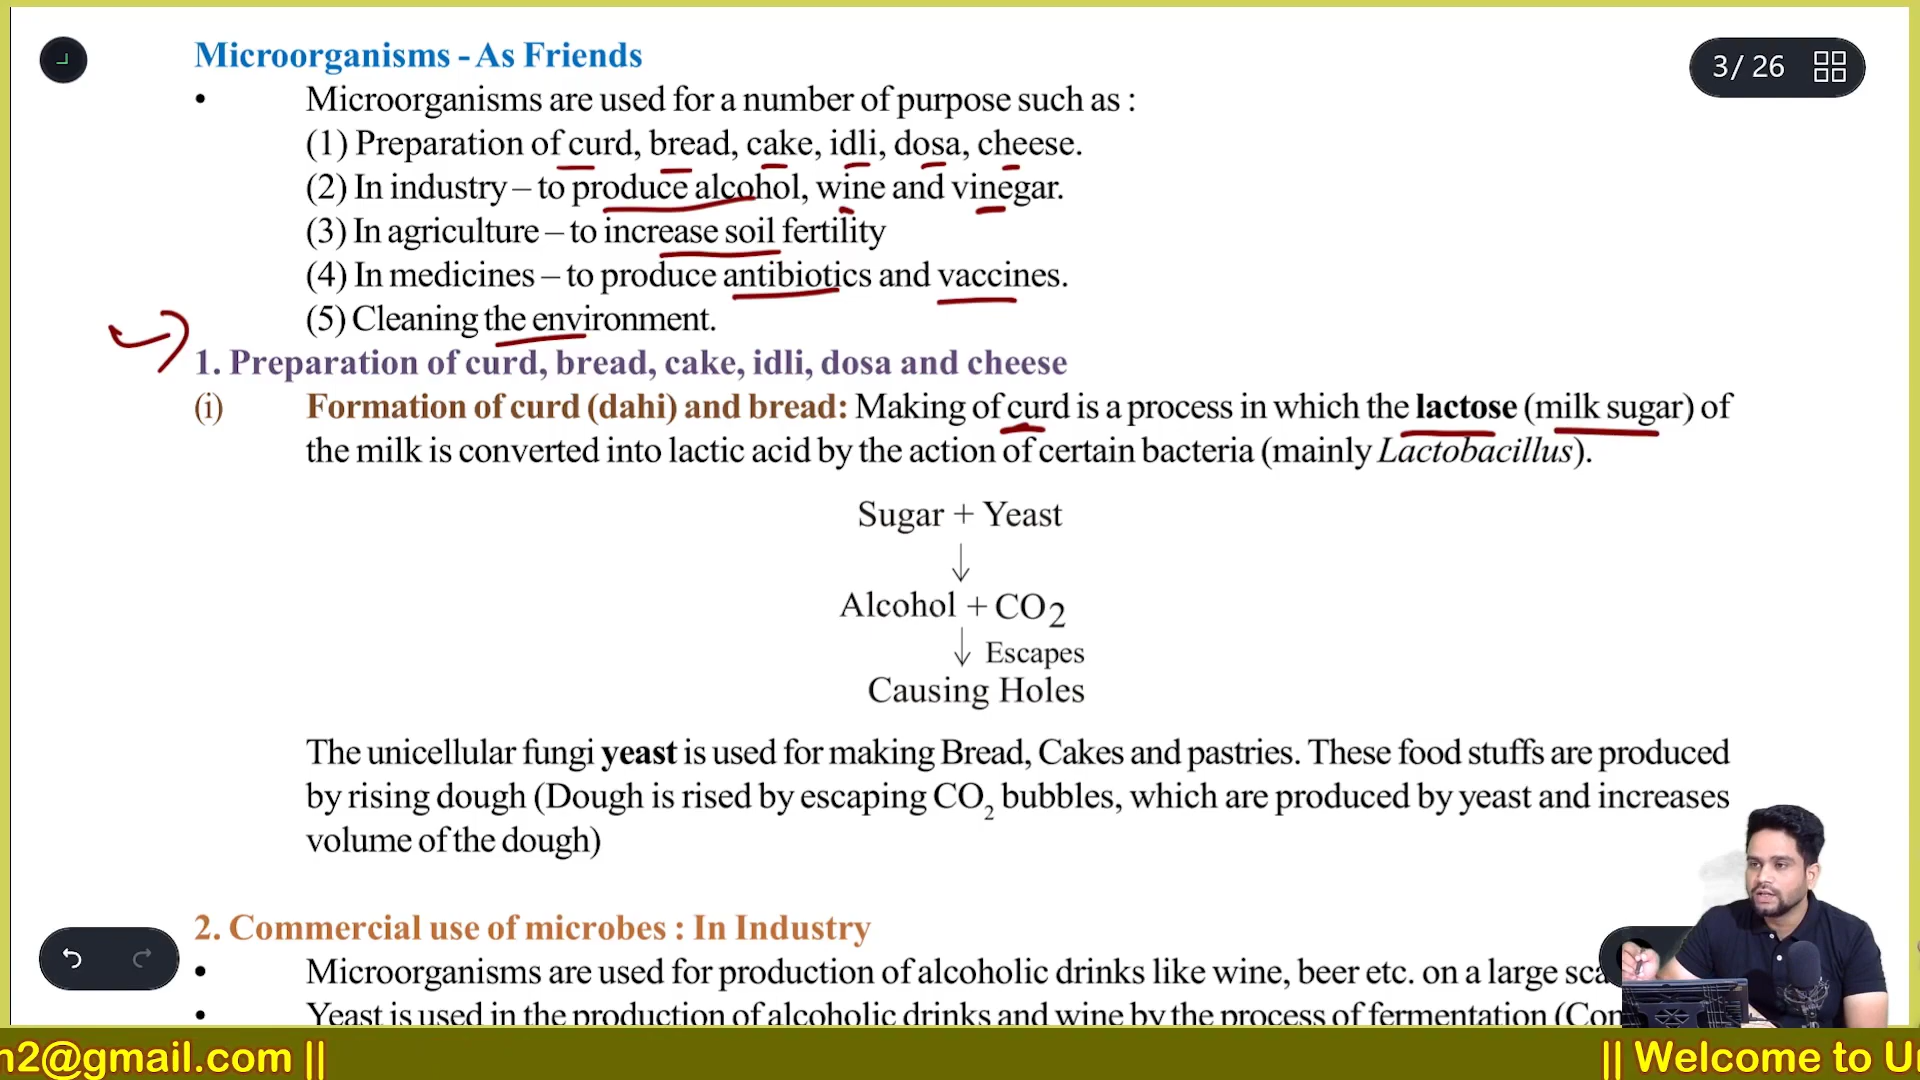 Microorganisms - As Friends
3/ 26
• Microorganisms are used for a number of purpose such as :
(1) Preparation of curd, bread, cake, idli, dosa, cheese.
(2) In industry – to produce alcohol, wine and vinegar.
(3) In agriculture – to increase soil fertility
(4) In medicines – to produce antibiotics and vaccines.
(5) Cleaning the environment.
1. Preparation of curd, bread, cake, idli, dosa and cheese
(i) Formation of curd (dahi) and bread: Making of curd is a process in which the lactose (milk sugar) of
the milk is converted into lactic acid by the action of certain bacteria (mainly Lactobacillus).
Sugar + Yeast
↓
Alcohol + CO2
↓ Escapes
Causing Holes
The unicellular fungi yeast is used for making Bread, Cakes and pastries. These food stuffs are produced
by rising dough (Dough is rised by escaping CO2 bubbles, which are produced by yeast and increases
volume of the dough)
2. Commercial use of microbes : In Industry
• Microorganisms are used for production of alcoholic drinks like wine, beer etc. on a large
• Yeast is used in the production of alcoholic drinks and wine by the process of fermentation
n2@gmail.com || || Welcome to